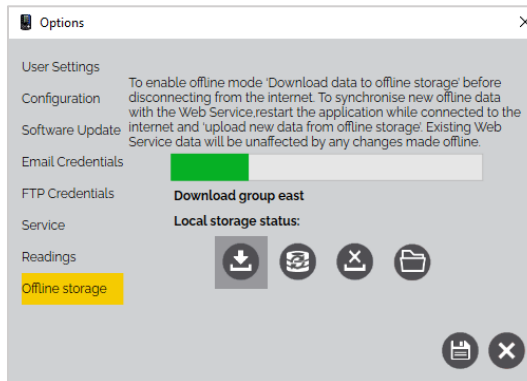 Options
User Settings
Configuration
Software Update
Email Credentials
FTP Credentials
Service
Readings
Offline storage
To enable offline mode 'Download data to offline storage' before
disconnecting from the internet. To synchronise new offline data
with the Web Service,restart the application while connected to the
internet and 'upload new data from offline storage'. Existing Web
Service data will be unaffected by any changes made offline.
Download group east
Local storage status: